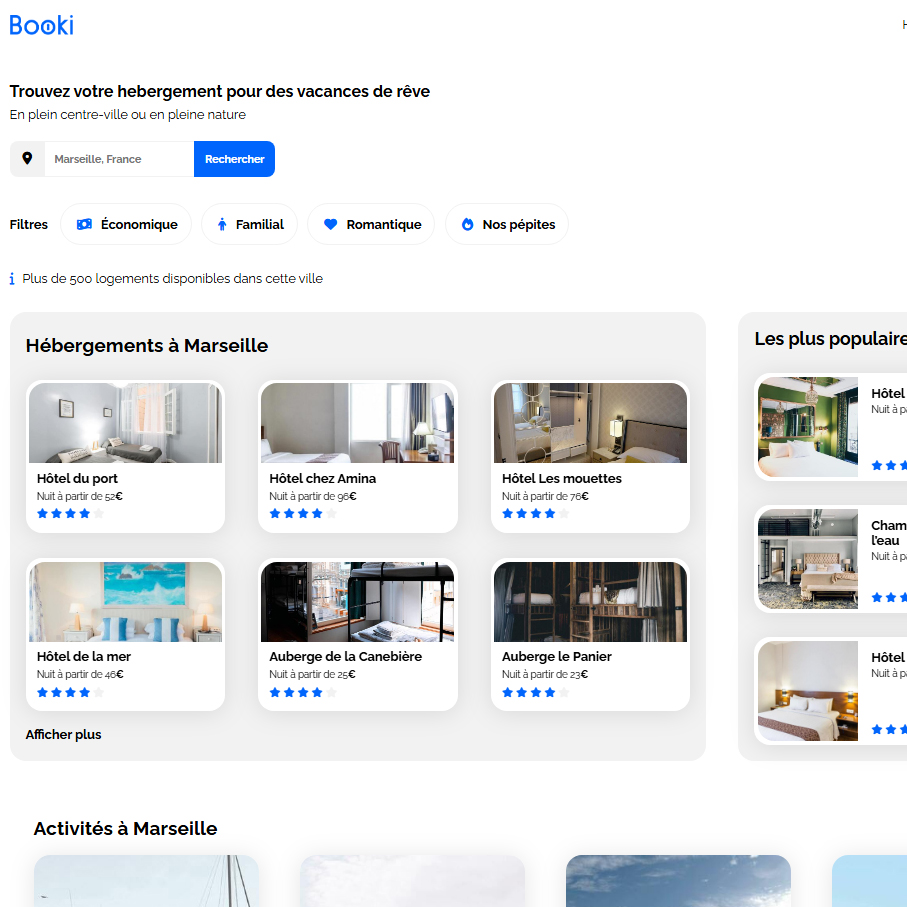 Booki
Trouvez votre hebergement pour des vacances de rêve
En plein centre-ville ou en pleine nature
Marseille, France
Rechercher
Filtres
Économique
Familial
Romantique
Nos pépites
Plus de 500 logements disponibles dans cette ville
Hébergements à Marseille
Hôtel du port
Nuit à partir de 52€
Hôtel chez Amina
Nuit à partir de 96€
Hôtel Les mouettes
Nuit à partir de 76€
Hôtel de la mer
Nuit à partir de 46€
Auberge de la Canebière
Nuit à partir de 25€
Auberge le Panier
Nuit à partir de 23€
Afficher plus
Les plus populaire
Hôtel
Nuit à pa
Cham
l'eau
Nuit à pa
Hôtel
Nuit à pa
Activités à Marseille